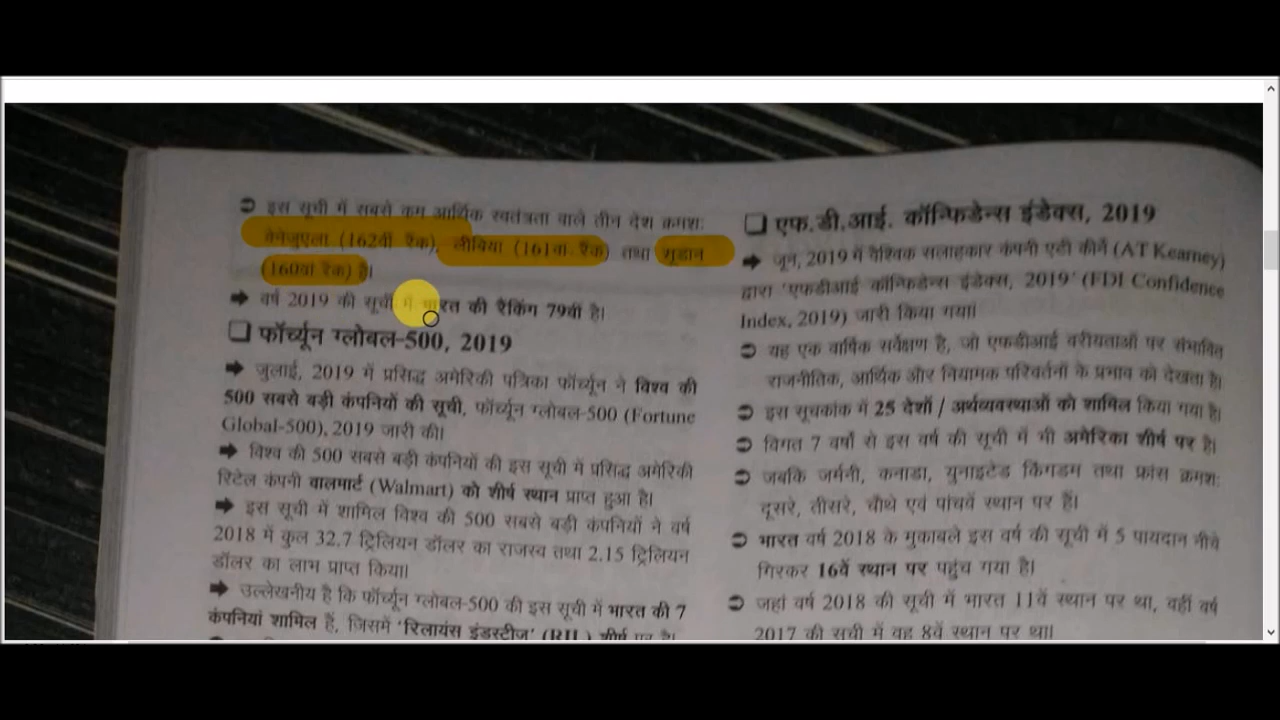 इस सूची में सबसे कम आर्थिक स्वतंत्रता वाले तीन देश क्रमशः
वेनेजुएला (162वीं रैंक), लीबिया (161वां रैंक) तथा सूडान
(160वां रैंक) है।
वर्ष 2019 की सूची में भारत की रैंकिंग 79वीं है।
फॉर्च्यून ग्लोबल-500, 2019
जुलाई, 2019 में प्रसिद्ध अमेरिकी पत्रिका फॉर्च्यून ने विश्व की
500 सबसे बड़ी कंपनियों की सूची, फॉर्च्यून ग्लोबल-500 (Fortune
Global-500), 2019 जारी की।
विश्व की 500 सबसे बड़ी कंपनियों की इस सूची में प्रसिद्ध अमेरिकी
रिटेल कंपनी वालमार्ट (Walmart) को शीर्ष स्थान प्राप्त हुआ है।
इस सूची में शामिल विश्व की 500 सबसे बड़ी कंपनियों ने वर्ष
2018 में कुल 32.7 ट्रिलियन डॉलर का राजस्व तथा 2.15 ट्रिलियन
डॉलर का लाभ प्राप्त किया।
उल्लेखनीय है कि फॉर्च्यून ग्लोबल-500 की इस सूची में भारत की 7
कंपनियां शामिल हैं, जिसमें 'रिलायंस इंडस्ट्रीज' (RIL) शीर्ष पर है।
एफ.डी.आई. कॉन्फिडेन्स इंडेक्स, 2019
जून, 2019 में वैश्विक सलाहकार कंपनी एटी कीर्ने (AT Kearney)
द्वारा 'एफडीआई कॉन्फिडेन्स इंडेक्स, 2019' (FDI Confidence
Index, 2019) जारी किया गया।
यह एक वार्षिक सर्वेक्षण है, जो एफडीआई वरीयताओं पर संभावित
राजनीतिक, आर्थिक और नियामक परिवर्तनों के प्रभाव को देखता है।
इस सूचकांक में 25 देशों / अर्थव्यवस्थाओं को शामिल किया गया है।
विगत 7 वर्षों से इस वर्ष की सूची में भी अमेरिका शीर्ष पर है।
जबकि जर्मनी, कनाडा, युनाइटेड किंगडम तथा फ्रांस क्रमशः
दूसरे, तीसरे, चौथे एवं पांचवें स्थान पर हैं।
भारत वर्ष 2018 के मुकाबले इस वर्ष की सूची में 5 पायदान नीचे
गिरकर 16वें स्थान पर पहुंच गया है।
जहां वर्ष 2018 की सूची में भारत 11वें स्थान पर था, वहीं वर्ष
2017 की सूची में वह 8वें स्थान पर था।